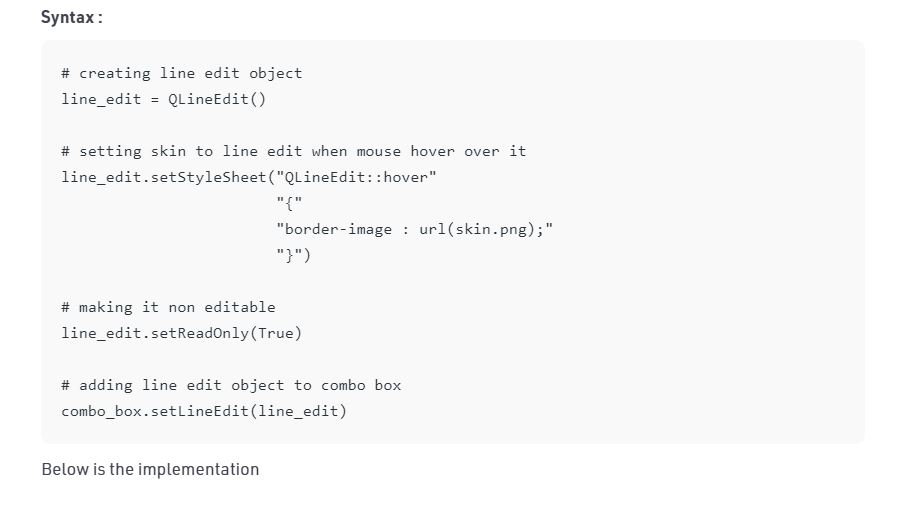 Syntax :
# creating line edit object
line_edit = QLineEdit()
# setting skin to line edit when mouse hover over it
line_edit.setStyleSheet("QLineEdit::hover"
"{"
"border-image : url(skin.png);"
"}")
# making it non editable
line_edit.setReadOnly(True)
# adding line edit object to combo box
combo_box.setLineEdit(line_edit)
Below is the implementation